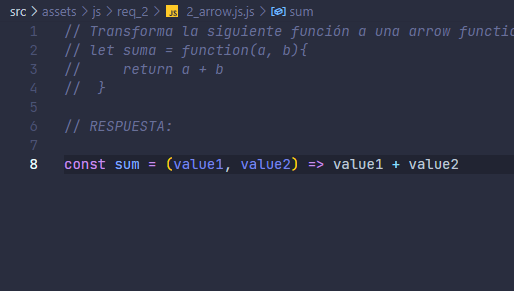 src > assets > js > req_2 > JS 2_arrow.js.js > sum
1 // Transforma la siguiente función a una arrow functio
2 // let suma = function(a, b){
3 //     return a + b
4 //  }
5
6 // RESPUESTA:
7
8 const sum = (value1, value2) => value1 + value2